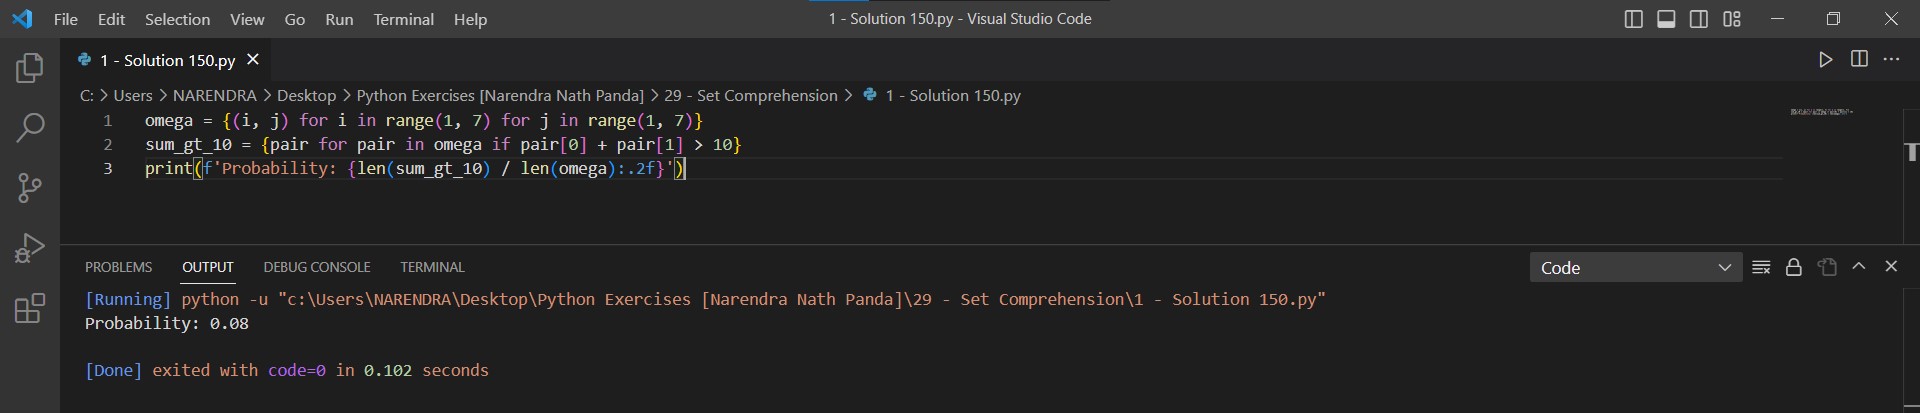 File Edit Selection View Go Run Terminal Help 1 - Solution 150.py - Visual Studio Code
1 - Solution 150.py
C: > Users > NARENDRA > Desktop > Python Exercises [Narendra Nath Panda] > 29 - Set Comprehension > 1 - Solution 150.py
1 omega = {(i, j) for i in range(1, 7) for j in range(1, 7)}
2 sum_gt_10 = {pair for pair in omega if pair[0] + pair[1] > 10}
3 print(f'Probability: {len(sum_gt_10) / len(omega):.2f}')
PROBLEMS OUTPUT DEBUG CONSOLE TERMINAL Code
[Running] python -u "c:\Users\NARENDRA\Desktop\Python Exercises [Narendra Nath Panda]\29 - Set Comprehension\1 - Solution 150.py"
Probability: 0.08
[Done] exited with code=0 in 0.102 seconds